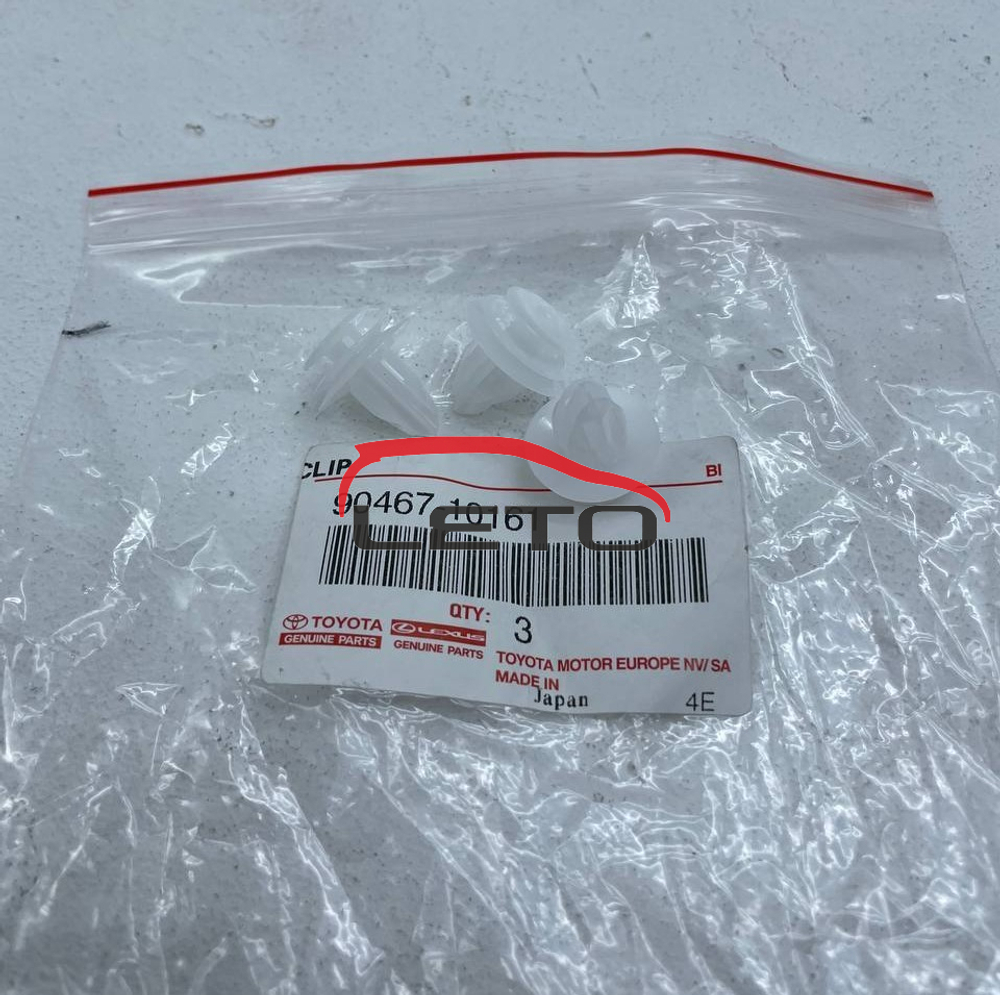 CLIP
BI
90467-10161
LETO
QTY: 3
TOYOTA
GENUINE PARTS
LEXUS
GENUINE PARTS
TOYOTA MOTOR EUROPE NV/SA
MADE IN
Japan
4E